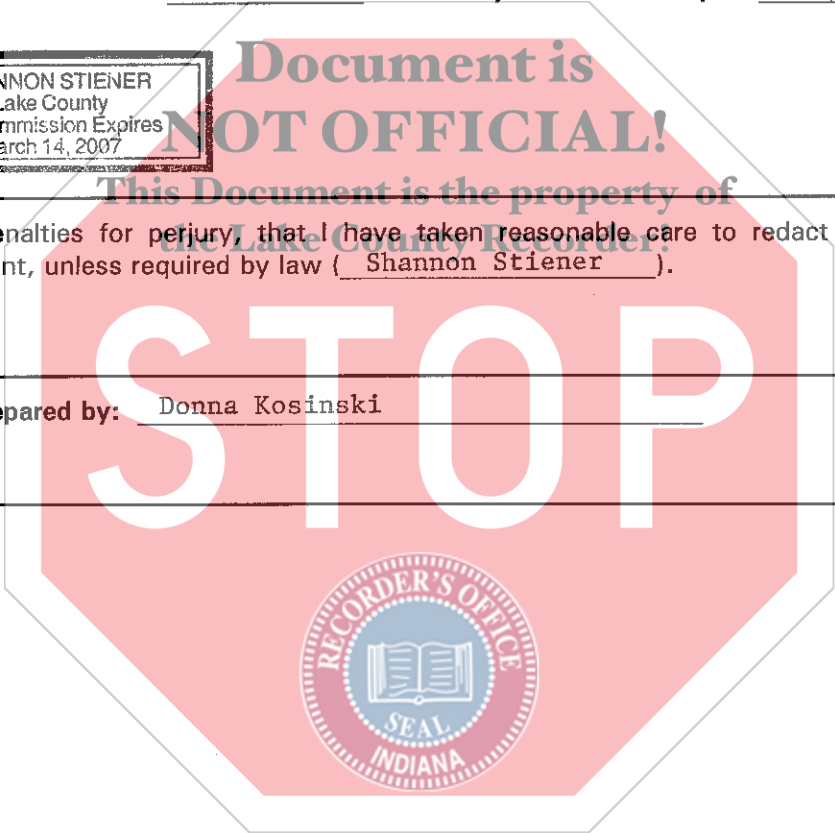 Document is
NNON STIENER
Lake County
mmission Expires
arch 14, 2007
NOT OFFICIAL!
This Document is the property of
the Lake County Recorder!
enalties for perjury, that I have taken reasonable care to redact
nt, unless required by law ( Shannon Stiener ).
STOP
epared by: Donna Kosinski
RECORDER'S OFFICE
SEAL
INDIANA